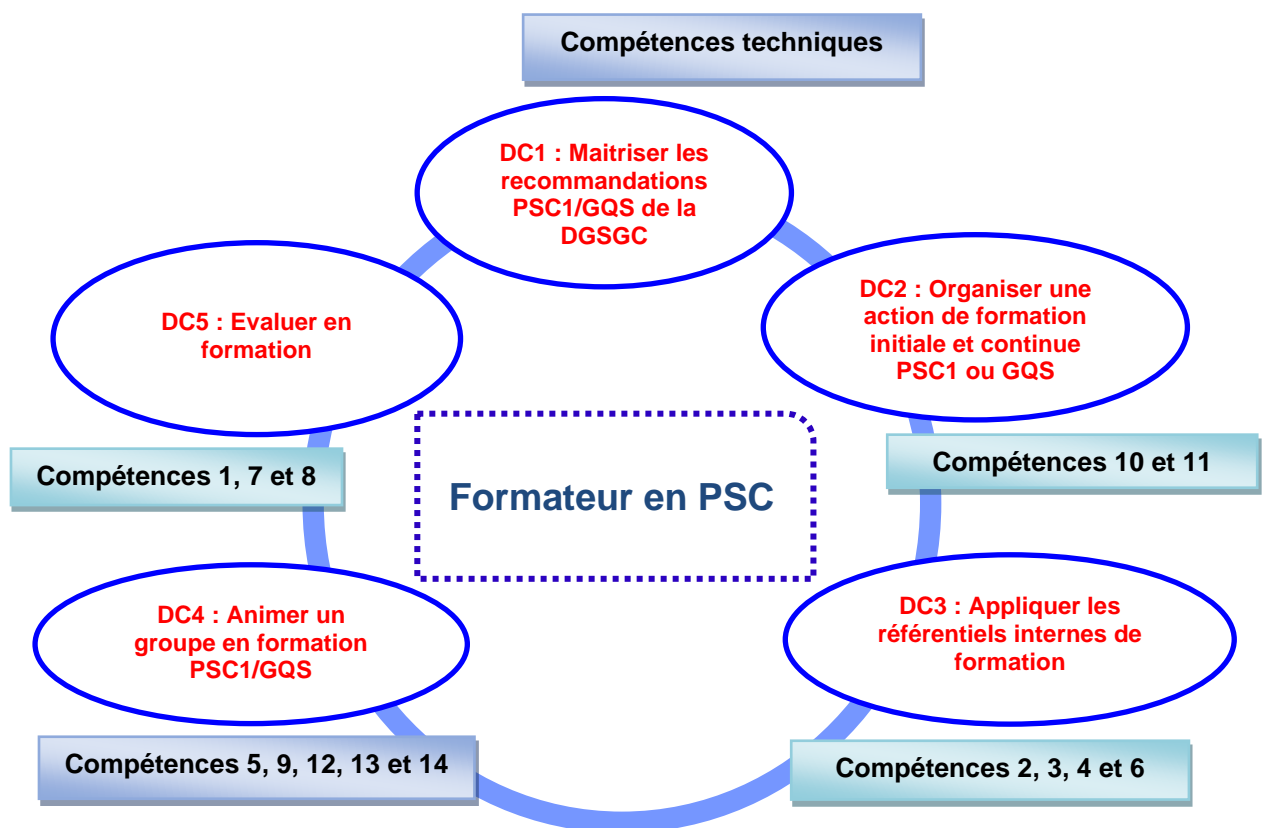 Compétences techniques
DC1 : Maitriser les
recommandations
PSC1/GQS de la
DGSGC
DC2 : Organiser une
action de formation
initiale et continue
PSC1 ou GQS
DC5 : Evaluer en
formation
Compétences 1, 7 et 8
Compétences 10 et 11
Formateur en PSC
DC4 : Animer un
groupe en formation
PSC1/GQS
DC3 : Appliquer les
référentiels internes de
formation
Compétences 5, 9, 12, 13 et 14
Compétences 2, 3, 4 et 6